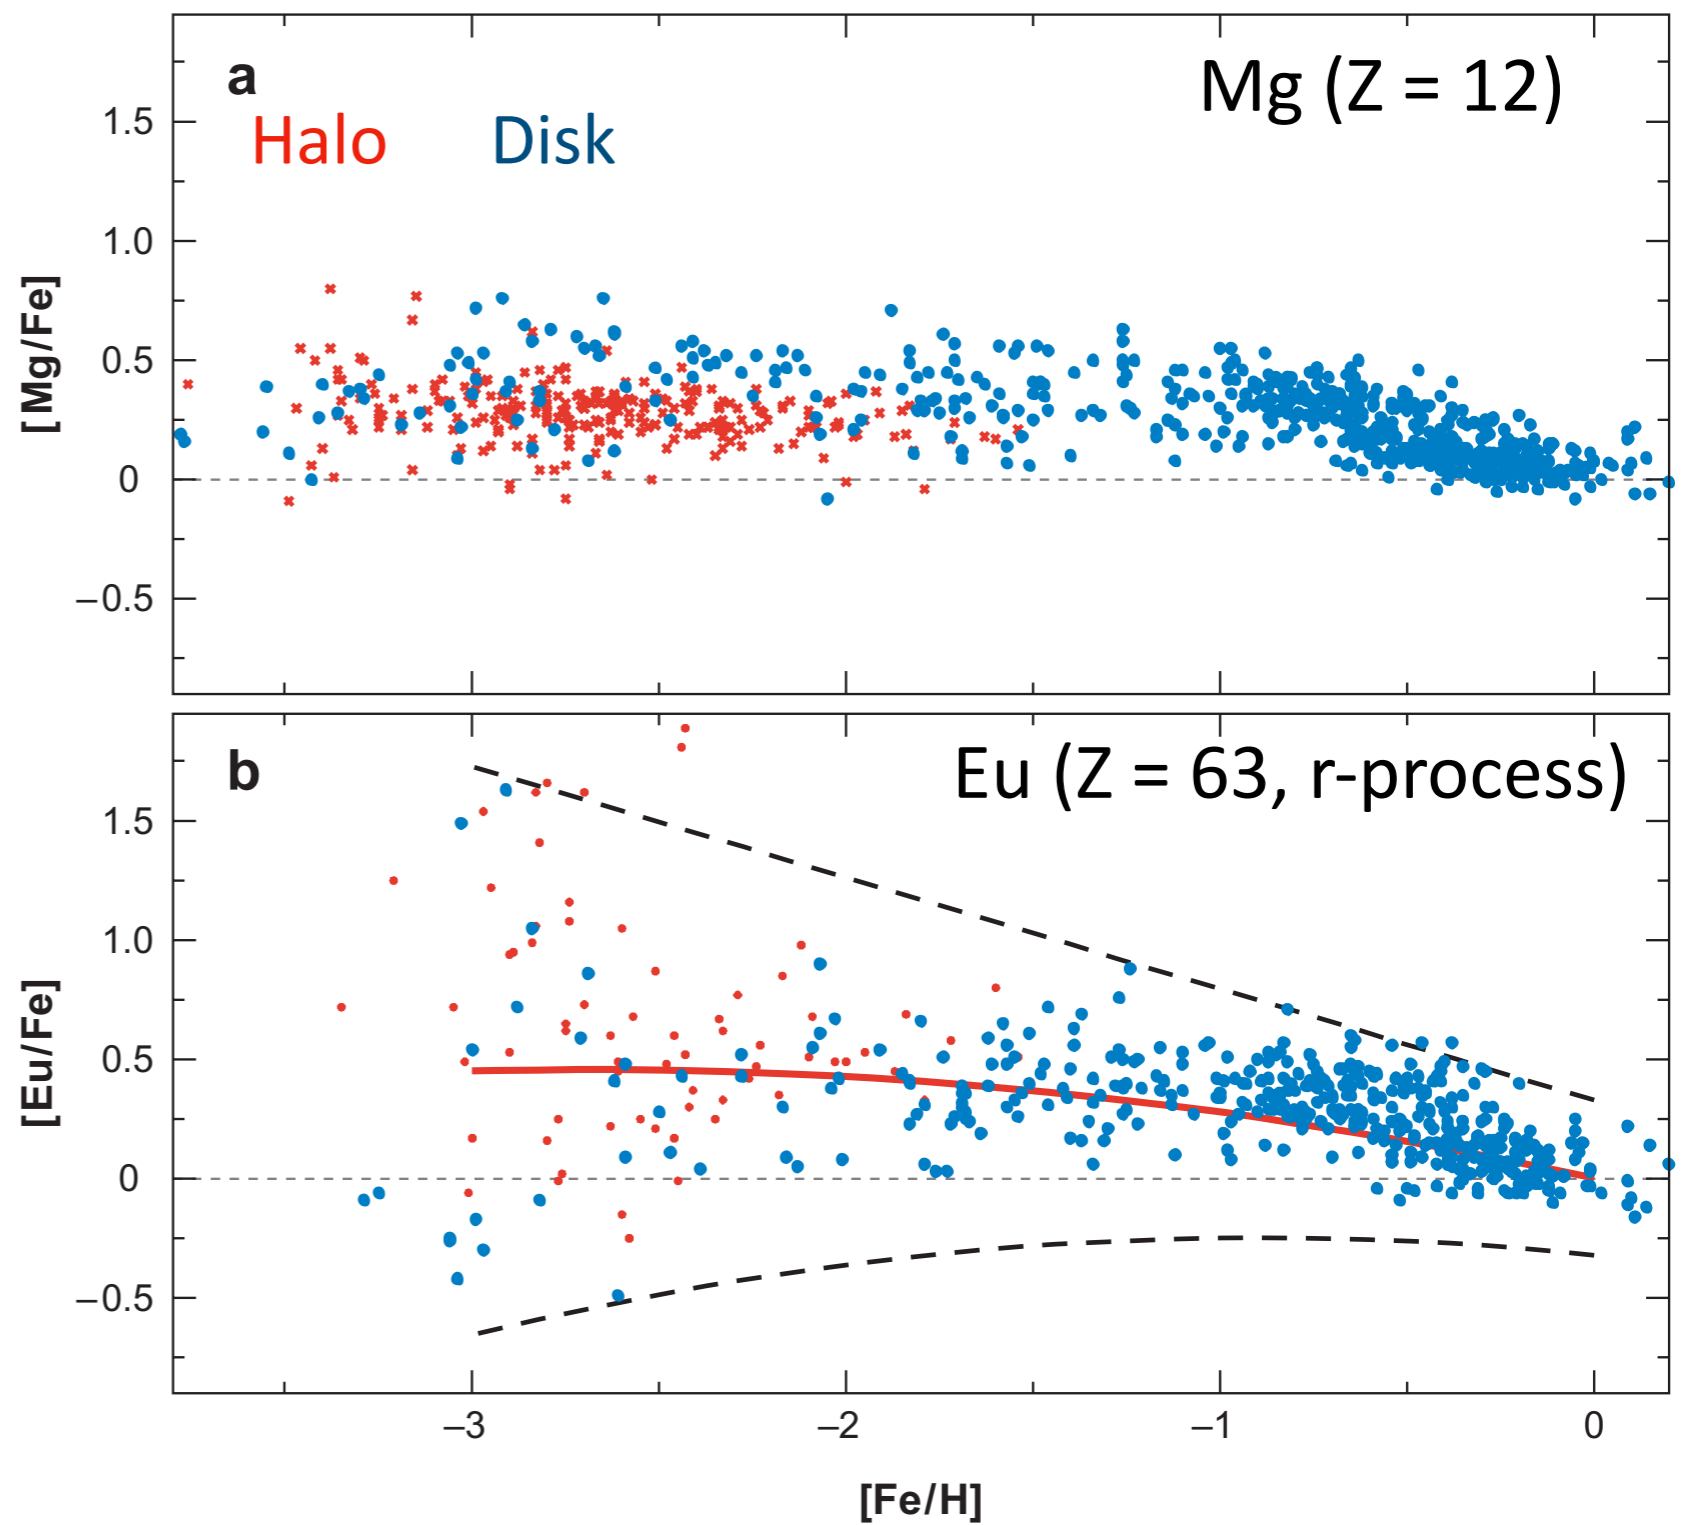 a
Mg (Z = 12)
Halo Disk
1.5
1.0
0.5
0
–0.5
[Mg/Fe]
b
Eu (Z = 63, r-process)
1.5
1.0
0.5
0
–0.5
[Eu/Fe]
–3 –2 –1 0
[Fe/H]